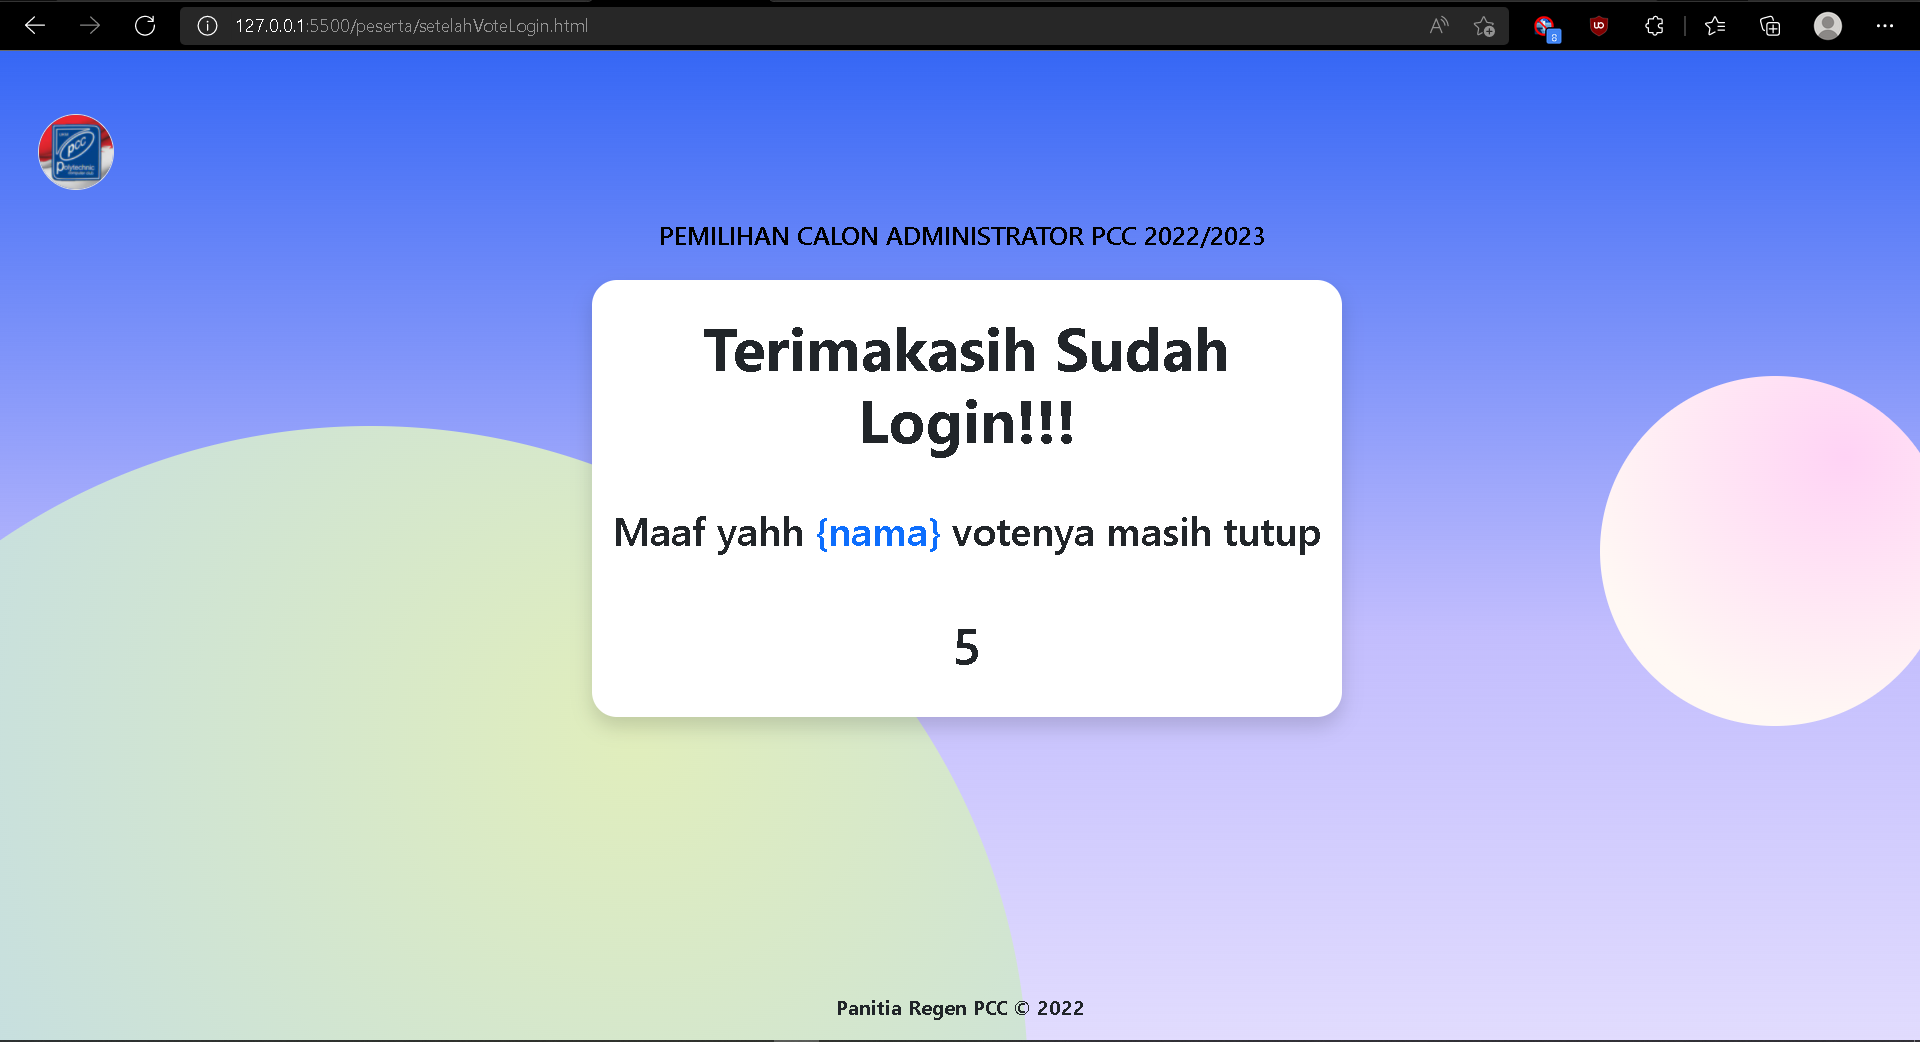 127.0.0.1:5500/peserta/setelahVoteLogin.html
8
pcc
Polytechnic
PEMILIHAN CALON ADMINISTRATOR PCC 2022/2023
Terimakasih Sudah
Login!!!
Maaf yahh {nama} votenya masih tutup
5
Panitia Regen PCC © 2022